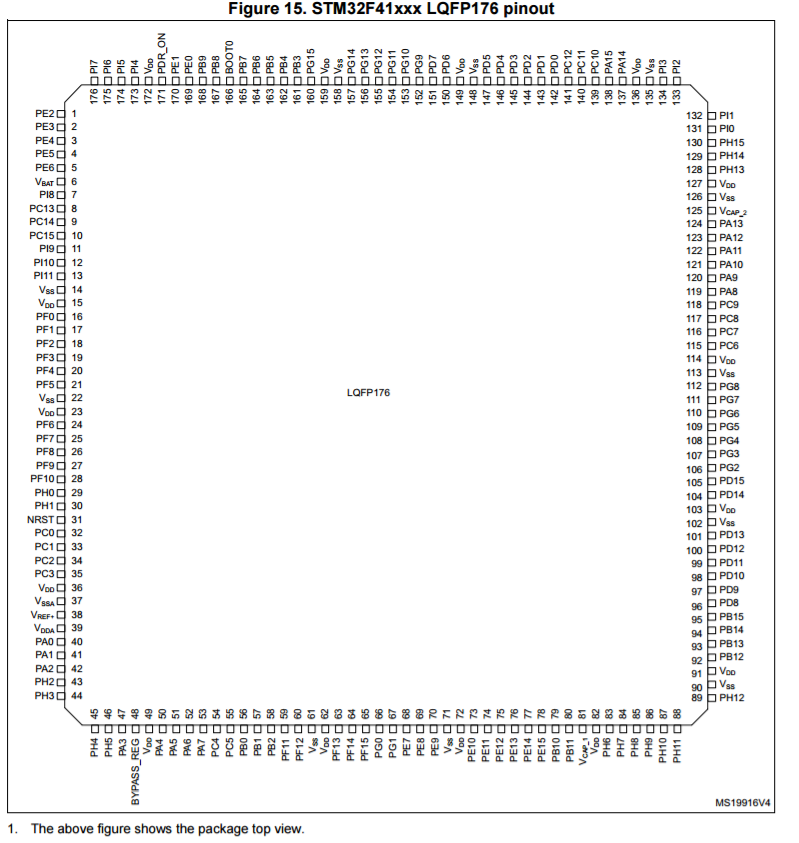 Figure 15. STM32F41xxx LQFP176 pinout
176 PI7
175 PI6
174 PI5
173 PI4
172 VDD
171 PDR_ON
170 PE1
169 PE0
168 PB9
167 PB8
166 BOOT0
165 PB7
164 PB6
163 PB5
162 PB4
161 PB3
160 PG15
159 VDD
158 VSS
157 PG14
156 PG13
155 PG12
154 PG11
153 PG10
152 PG9
151 PD7
150 PD6
149 VDD
148 VSS
147 PD5
146 PD4
145 PD3
144 PD2
143 PD1
142 PD0
141 PC12
140 PC11
139 PC10
138 PA15
137 PA14
136 VDD
135 VSS
134 PI3
133 PI2
PE2 1
PE3 2
PE4 3
PE5 4
PE6 5
VBAT 6
PI8 7
PC13 8
PC14 9
PC15 10
PI9 11
PI10 12
PI11 13
VSS 14
VDD 15
PF0 16
PF1 17
PF2 18
PF3 19
PF4 20
PF5 21
VSS 22
VDD 23
PF6 24
PF7 25
PF8 26
PF9 27
PF10 28
PH0 29
PH1 30
NRST 31
PC0 32
PC1 33
PC2 34
PC3 35
VDD 36
VSSA 37
VREF+ 38
VDDA 39
PA0 40
PA1 41
PA2 42
PH2 43
PH3 44
LQFP176
132 PI1
131 PI0
130 PH15
129 PH14
128 PH13
127 VDD
126 VSS
125 VCAP_2
124 PA13
123 PA12
122 PA11
121 PA10
120 PA9
119 PA8
118 PC9
117 PC8
116 PC7
115 PC6
114 VDD
113 VSS
112 PG8
111 PG7
110 PG6
109 PG5
108 PG4
107 PG3
106 PG2
105 PD15
104 PD14
103 VDD
102 VSS
101 PD13
100 PD12
99 PD11
98 PD10
97 PD9
96 PD8
95 PB15
94 PB14
93 PB13
92 PB12
91 VDD
90 VSS
89 PH12
PH4 45
PH5 46
PA3 47
BYPASS_REG 48
VDD 49
PA4 50
PA5 51
PA6 52
PA7 53
PC4 54
PC5 55
PB0 56
PB1 57
PB2 58
PF11 59
PF12 60
VSS 61
VDD 62
PF13 63
PF14 64
PF15 65
PG0 66
PG1 67
PE7 68
PE8 69
PE9 70
VSS 71
VDD 72
PE10 73
PE11 74
PE12 75
PE13 76
PE14 77
PE15 78
PB10 79
PB11 80
VCAP_1 81
VDD 82
PH6 83
PH7 84
PH8 85
PH9 86
PH10 87
PH11 88
MS19916V4
1. The above figure shows the package top view.